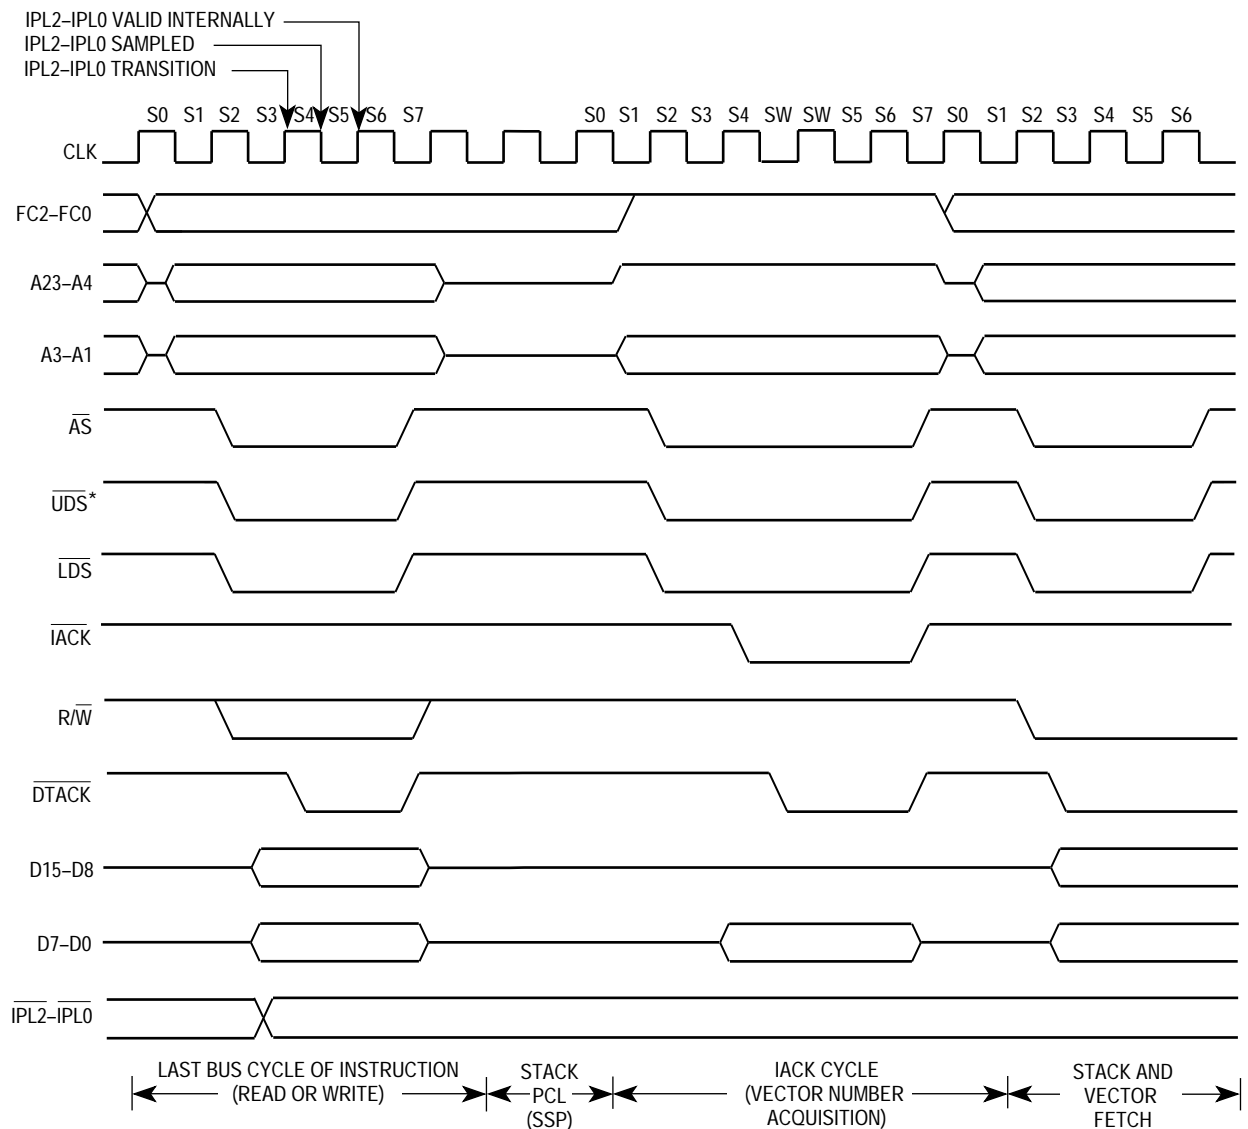 IPL2–IPL0 VALID INTERNALLY
IPL2–IPL0 SAMPLED
IPL2–IPL0 TRANSITION
S0 S1 S2 S3 S4 S5 S6 S7 S0 S1 S2 S3 S4 SW SW S5 S6 S7 S0 S1 S2 S3 S4 S5 S6
CLK
FC2–FC0
A23–A4
A3–A1
AS
UDS*
LDS
IACK
R/W
DTACK
D15–D8
D7–D0
IPL2–IPL0
LAST BUS CYCLE OF INSTRUCTION
(READ OR WRITE)
STACK
PCL
(SSP)
IACK CYCLE
(VECTOR NUMBER
ACQUISITION)
STACK AND
VECTOR
FETCH